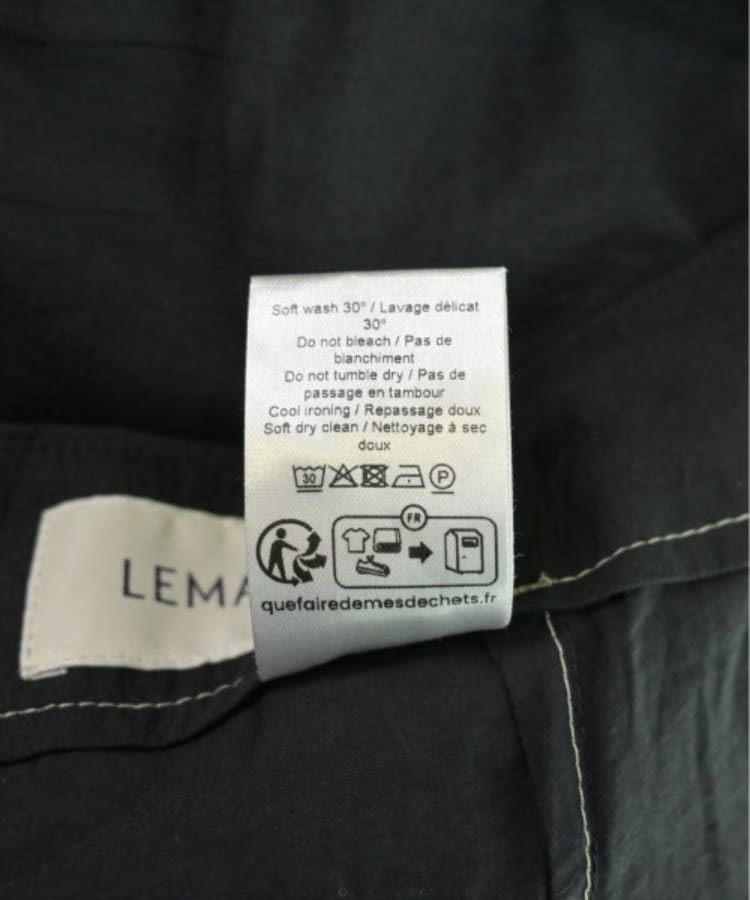 Soft wash 30° / Lavage délicat
30°
Do not bleach / Pas de
blanchiment
Do not tumble dry / Pas de
passage en tambour
Cool ironing / Repassage doux
Soft dry clean / Nettoyage à sec
doux
30
P
FR
LEMA
quefairedemesdechets.fr